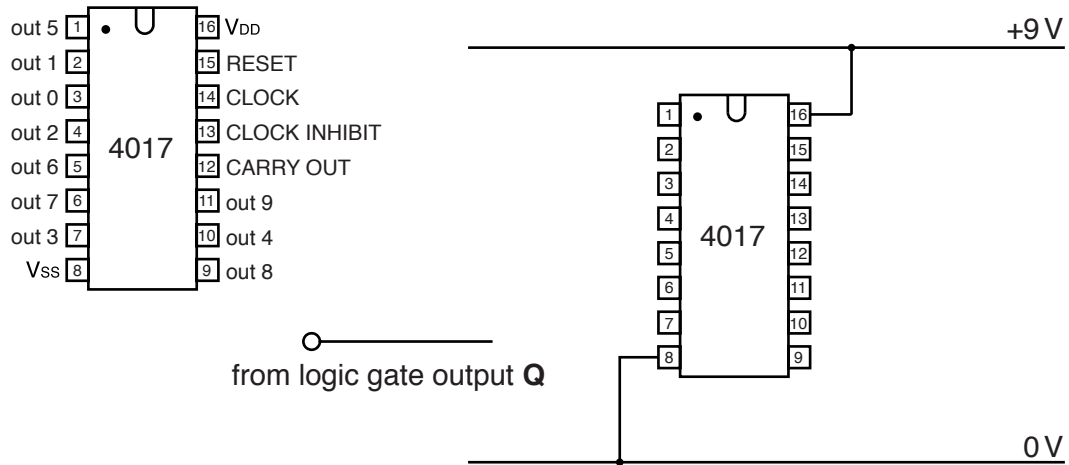 out 5 1 16 VDD
out 1 2 15 RESET
out 0 3 14 CLOCK
out 2 4 13 CLOCK INHIBIT
out 6 5 12 CARRY OUT
out 7 6 11 out 9
out 3 7 10 out 4
VSS 8 9 out 8
4017
from logic gate output Q
+9 V
1 16
2 15
3 14
4 13
5 12
6 11
7 10
8 9
4017
0 V